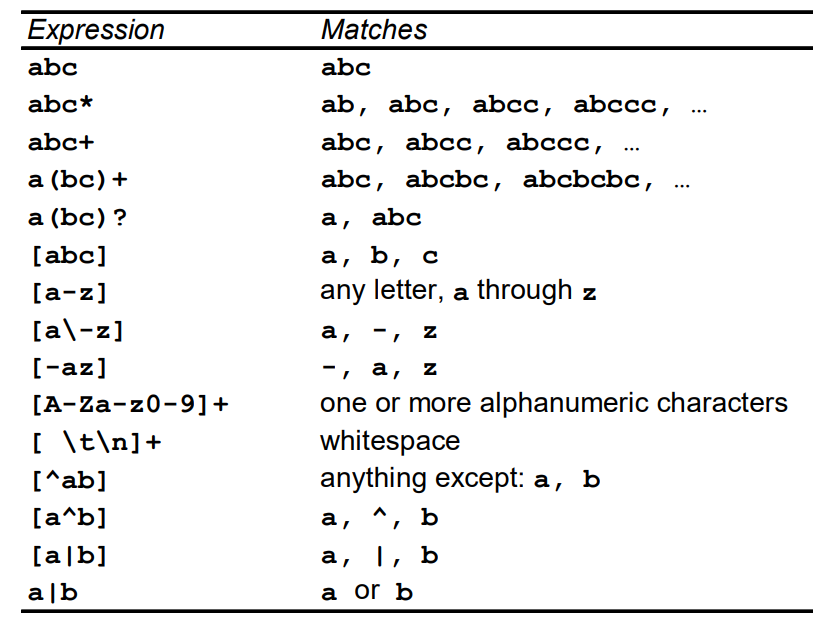 Expression Matches
abc abc
abc* ab, abc, abcc, abccc, …
abc+ abc, abcc, abccc, …
a(bc)+ abc, abcbc, abcbcbc, …
a(bc)? a, abc
[abc] a, b, c
[a-z] any letter, a through z
[a\-z] a, -, z
[-az] -, a, z
[A-Za-z0-9]+ one or more alphanumeric characters
[ \t\n]+ whitespace
[^ab] anything except: a, b
[a^b] a, ^, b
[a|b] a, |, b
a|b a or b